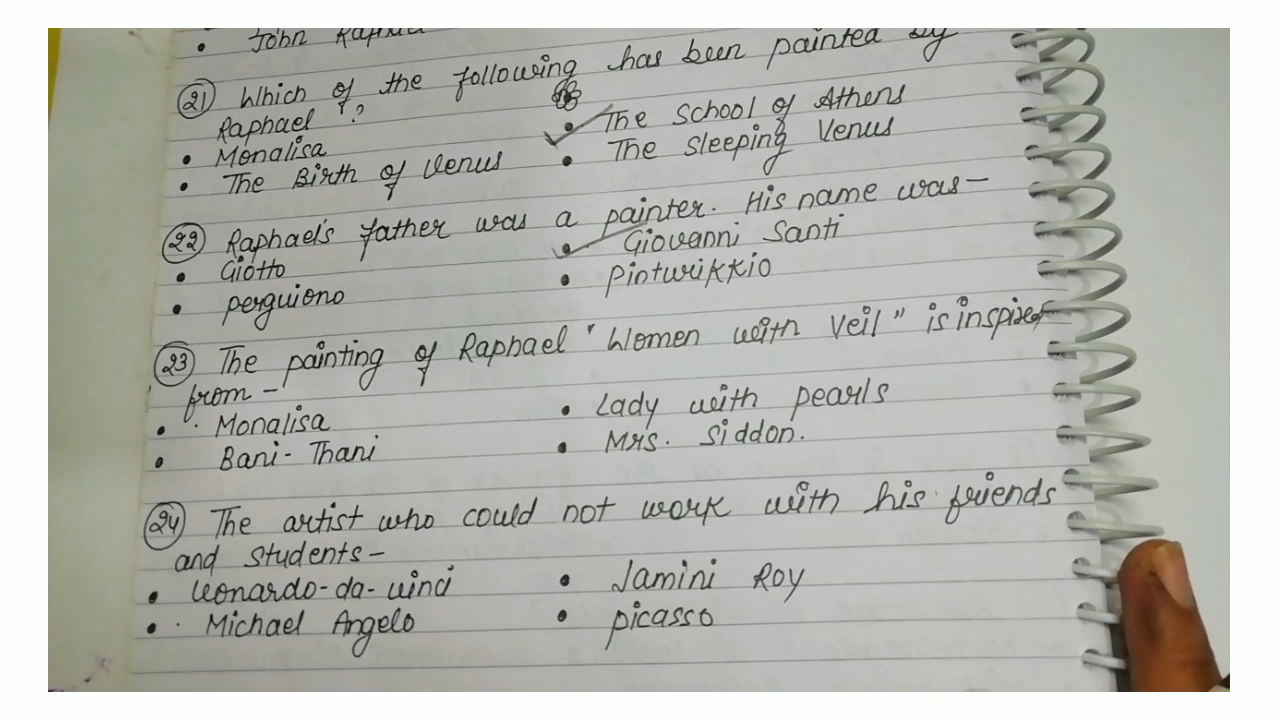 • John Raphael
21 Which of the following has been painted by
Raphael ?
• Monalisa • The School of Athens
• The Birth of Venus • The Sleeping Venus
22 Raphael's father was a painter. His name was—
• Giotto • Giovanni Santi
• perguiono • Pinturikkio
23 The painting of Raphael "Women with Veil" is inspired
from -
• Monalisa • Lady with pearls
• Bani-Thani • Mrs. Siddon.
24 The artist who could not work with his friends
and students-
• Leonardo-da-vinci • Jamini Roy
• Michael Angelo • picasso